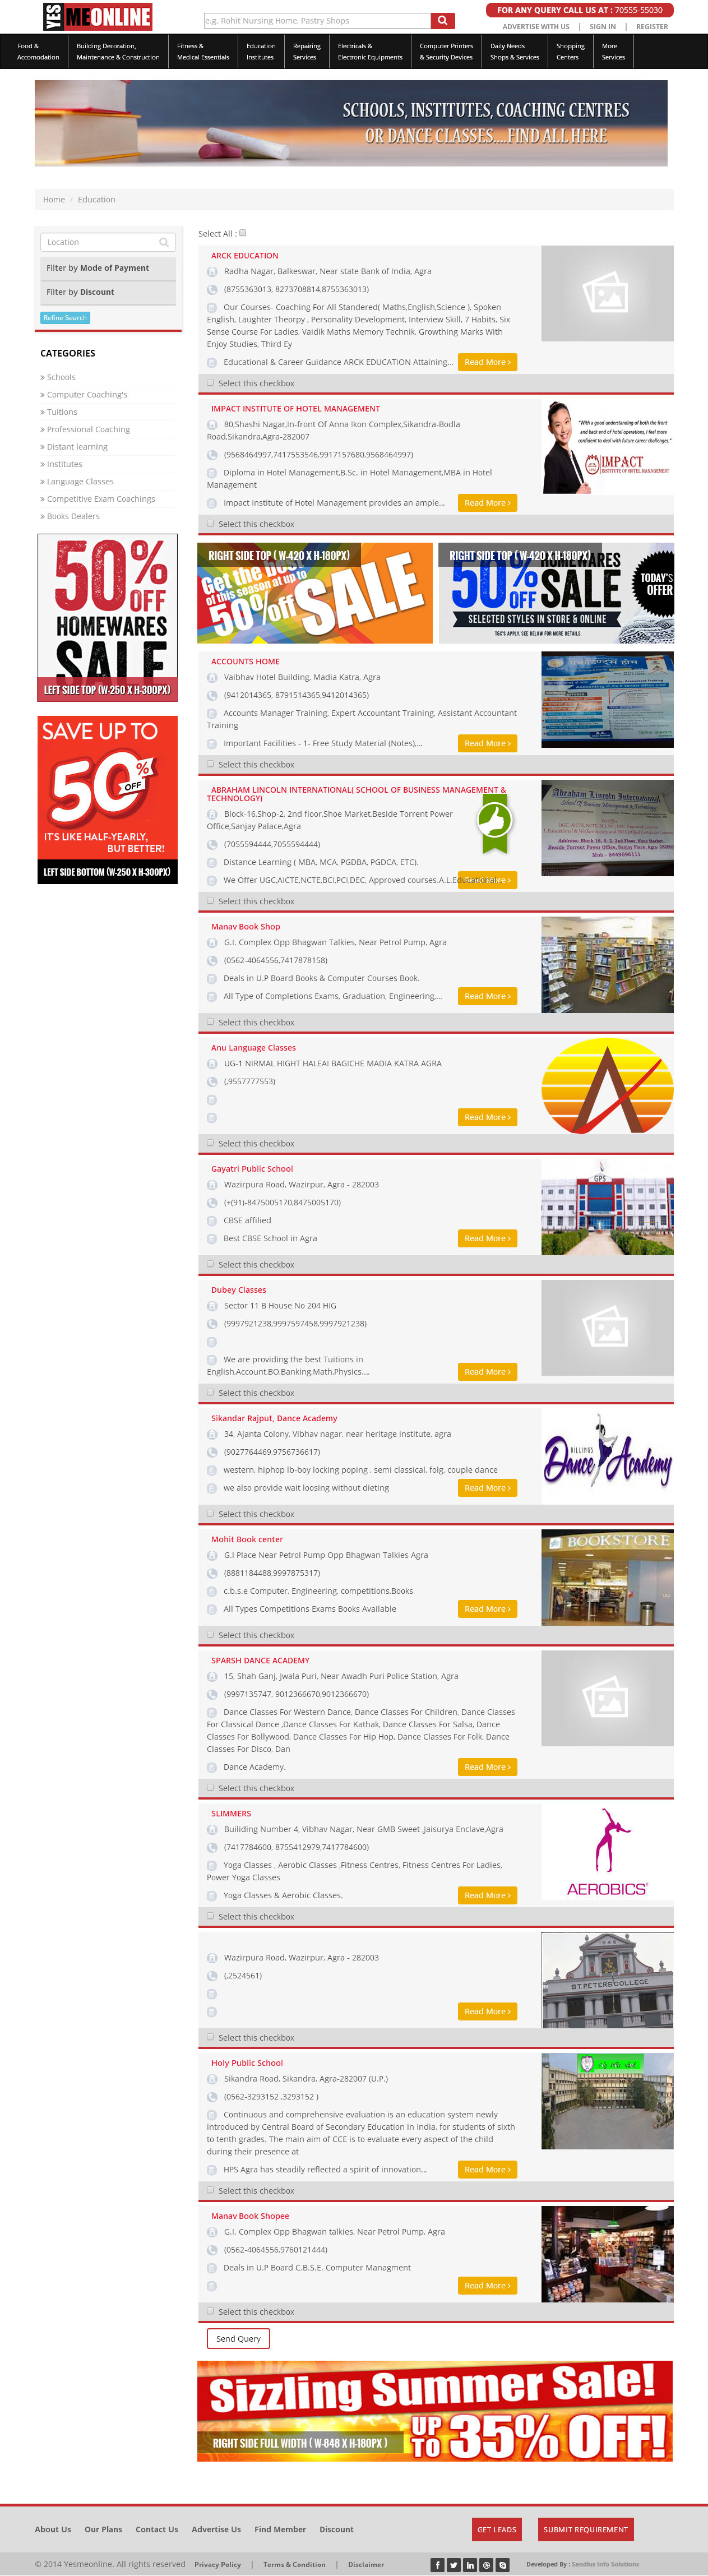 YES MEONLINE
e.g. Rohit Nursing Home, Pastry Shops
FOR ANY QUERY CALL US AT : 70555-55030
ADVERTISE WITH US | SIGN IN | REGISTER
Food &
Accomodation
Building Decoration,
Maintenance & Construction
Fitness &
Medical Essentials
Education
Institutes
Repairing
Services
Electricals &
Electronic Equipments
Computer Printers
& Security Devices
Daily Needs
Shops & Services
Shopping
Centers
More
Services
SCHOOLS, INSTITUTES, COACHING CENTRES
OR DANCE CLASSES....FIND ALL HERE
Home / Education
Location
Filter by Mode of Payment
Filter by Discount
Refine Search
CATEGORIES
» Schools
» Computer Coaching's
» Tuitions
» Professional Coaching
» Distant learning
» Institutes
» Language Classes
» Competitive Exam Coachings
» Books Dealers
50%
OFF
HOMEWARES
SALE
LEFT SIDE TOP (W-250 X H-300PX)
SAVE UP TO
50%
OFF
IT'S LIKE HALF-YEARLY,
BUT BETTER!
LEFT SIDE BOTTOM (W-250 X H-300PX)
Select All :
ARCK EDUCATION
Radha Nagar, Balkeswar, Near state Bank of india, Agra
(8755363013, 8273708814,8755363013)
Our Courses- Coaching For All Standered( Maths,English,Science ), Spoken
English, Laughter Theorpy , Personality Development, Interview Skill, 7 Habits, Six
Sense Course For Ladies, Vaidik Maths Memory Technik, Growthing Marks With
Enjoy Studies, Third Ey
Educational & Career Guidance ARCK EDUCATION Attaining...
Read More >
Select this checkbox
IMPACT INSTITUTE OF HOTEL MANAGEMENT
80,Shashi Nagar,in-front Of Anna Ikon Complex,Sikandra-Bodla
Road,Sikandra,Agra-282007
(9568464997,7417553546,9917157680,9568464997)
Diploma in Hotel Management,B.Sc. in Hotel Management,MBA in Hotel
Management
Impact Institute of Hotel Management provides an ample...
Read More >
With a good understanding of both the front
and back end of hotel operations, I feel more
confident to deal with future career challenges.
IMPACT
INSTITUTE OF HOTEL MANAGEMENT
Select this checkbox
RIGHT SIDE TOP ( W-420 X H-180PX)
Get the best
of this season at up to
50% off SALE
RIGHT SIDE TOP ( W-420 X H-180PX)
50% OFF
HOMEWARES
SALE
TODAY'S
OFFER
SELECTED STYLES IN STORE & ONLINE
T&C'S APPLY. SEE BELOW FOR MORE DETAILS.
ACCOUNTS HOME
Vaibhav Hotel Building, Madia Katra, Agra
(9412014365, 8791514365,9412014365)
Accounts Manager Training, Expert Accountant Training, Assistant Accountant
Training
Important Facilities - 1- Free Study Material (Notes),...
Read More >
Select this checkbox
ABRAHAM LINCOLN INTERNATIONAL( SCHOOL OF BUSINESS MANAGEMENT &
TECHNOLOGY)
Block-16,Shop-2, 2nd floor,Shoe Market,Beside Torrent Power
Office,Sanjay Palace,Agra
(7055594444,7055594444)
Distance Learning ( MBA, MCA, PGDBA, PGDCA, ETC).
We Offer UGC,AICTE,NCTE,BCI,PCI,DEC, Approved courses.A.L.
Abraham Lincoln International
School Of Business Management & Technology
Select this checkbox
Manav Book Shop
G.i. Complex Opp Bhagwan Talkies, Near Petrol Pump, Agra
(0562-4064556,7417878158)
Deals in U.P Board Books & Computer Courses Book.
All Type of Completions Exams, Graduation, Engineering,...
Read More >
Select this checkbox
Anu Language Classes
UG-1 NIRMAL HIGHT HALEAI BAGICHE MADIA KATRA AGRA
(,9557777553)
Read More >
Select this checkbox
Gayatri Public School
Wazirpura Road, Wazirpur, Agra - 282003
(+(91)-8475005170,8475005170)
CBSE affilied
Best CBSE School in Agra
Read More >
GPS
Select this checkbox
Dubey Classes
Sector 11 B House No 204 HIG
(9997921238,9997597458,9997921238)
We are providing the best Tuitions in
English,Account,BO,Banking,Math,Physics....
Read More >
Select this checkbox
Sikandar Rajput, Dance Academy
34, Ajanta Colony, Vibhav nagar, near heritage institute, agra
(9027764469,9756736617)
western, hiphop lb-boy locking poping , semi classical, folg, couple dance
we also provide wait loosing without dieting
Read More >
BILLINGS
Dance Academy
Select this checkbox
Mohit Book center
G.I Place Near Petrol Pump Opp Bhagwan Talkies Agra
(8881184488,9997875317)
c.b.s.e Computer, Engineering, competitions,Books
All Types Competitions Exams Books Available
Read More >
BOOKSTORE
Select this checkbox
SPARSH DANCE ACADEMY
15, Shah Ganj, Jwala Puri, Near Awadh Puri Police Station, Agra
(9997135747, 9012366670,9012366670)
Dance Classes For Western Dance, Dance Classes For Children, Dance Classes
For Classical Dance ,Dance Classes For Kathak, Dance Classes For Salsa, Dance
Classes For Bollywood, Dance Classes For Hip Hop, Dance Classes For Folk, Dance
Classes For Disco, Dan
Dance Academy.
Read More >
Select this checkbox
SLIMMERS
Builiding Number 4, Vibhav Nagar, Near GMB Sweet ,Jaisurya Enclave,Agra
(7417784600, 8755412979,7417784600)
Yoga Classes , Aerobic Classes ,Fitness Centres, Fitness Centres For Ladies,
Power Yoga Classes
Yoga Classes & Aerobic Classes.
Read More >
AEROBICS
Select this checkbox
Wazirpura Road, Wazirpur, Agra - 282003
(,2524561)
Read More >
ST. PETER'S COLLEGE
Select this checkbox
Holy Public School
Sikandra Road, Sikandra, Agra-282007 (U.P.)
(0562-3293152 ,3293152 )
Continuous and comprehensive evaluation is an education system newly
introduced by Central Board of Secondary Education in India, for students of sixth
to tenth grades. The main aim of CCE is to evaluate every aspect of the child
during their presence at
HPS Agra has steadily reflected a spirit of innovation,..
Read More >
Select this checkbox
Manav Book Shopee
G.i. Complex Opp Bhagwan talkies, Near Petrol Pump, Agra
(0562-4064556,9760121444)
Deals in U.P Board C.B.S.E. Computer Managment
Read More >
Select this checkbox
Send Query
Sizzling Summer Sale!
UP TO 35% OFF!
RIGHT SIDE FULL WIDTH ( W-848 X H-180PX )
About Us Our Plans Contact Us Advertise Us Find Member Discount
GET LEADS
SUBMIT REQUIREMENT
© 2014 Yesmeonline. All rights reserved Privacy Policy | Terms & Condition | Disclaimer
Developed By : Sandius Info Solutions